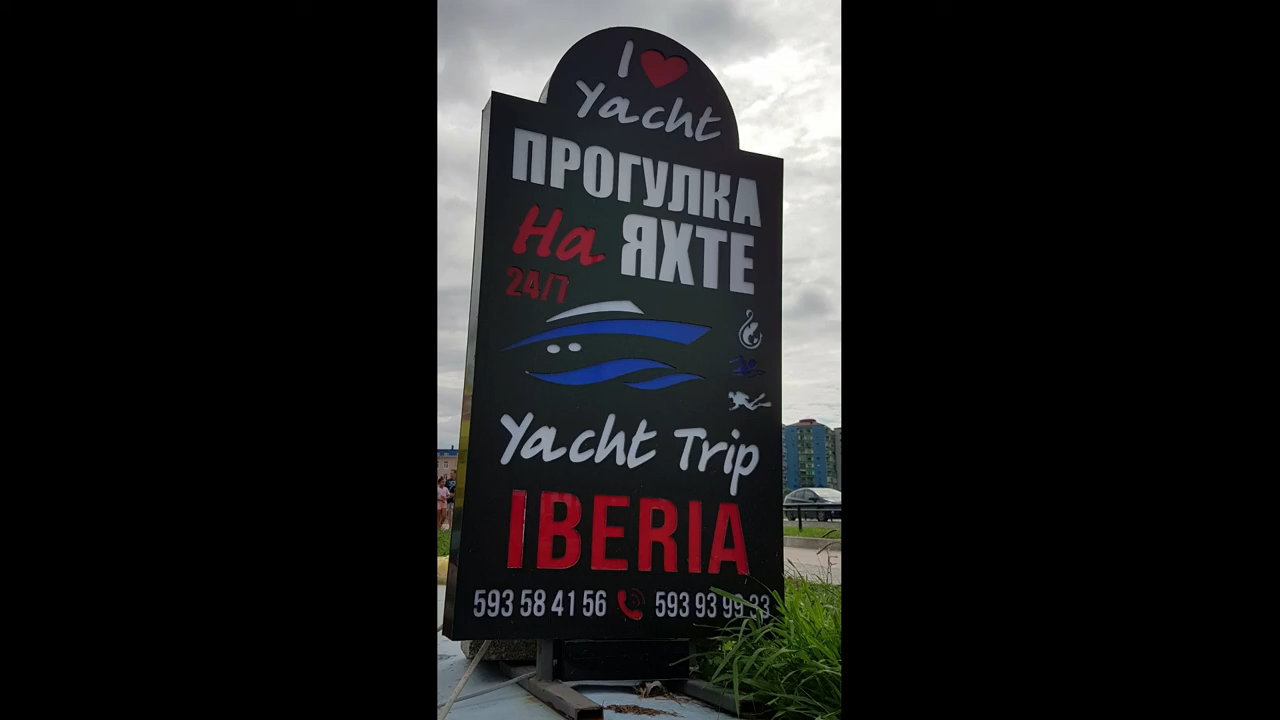 I ❤ Yacht
ПРОГУЛКА
На ЯХТЕ
24/7
Yacht Trip
IBERIA
593 58 41 56 593 93 99 33